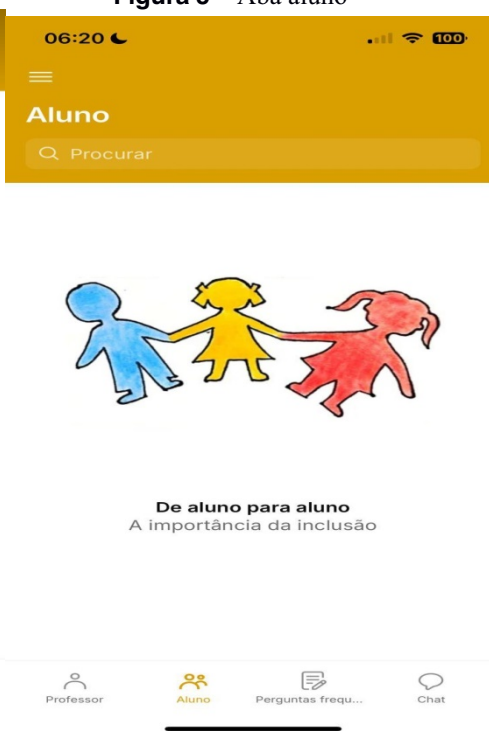 Aba aluno
06:20
100
Aluno
Procurar
De aluno para aluno
A importância da inclusão
Professor
Aluno
Perguntas frequ...
Chat